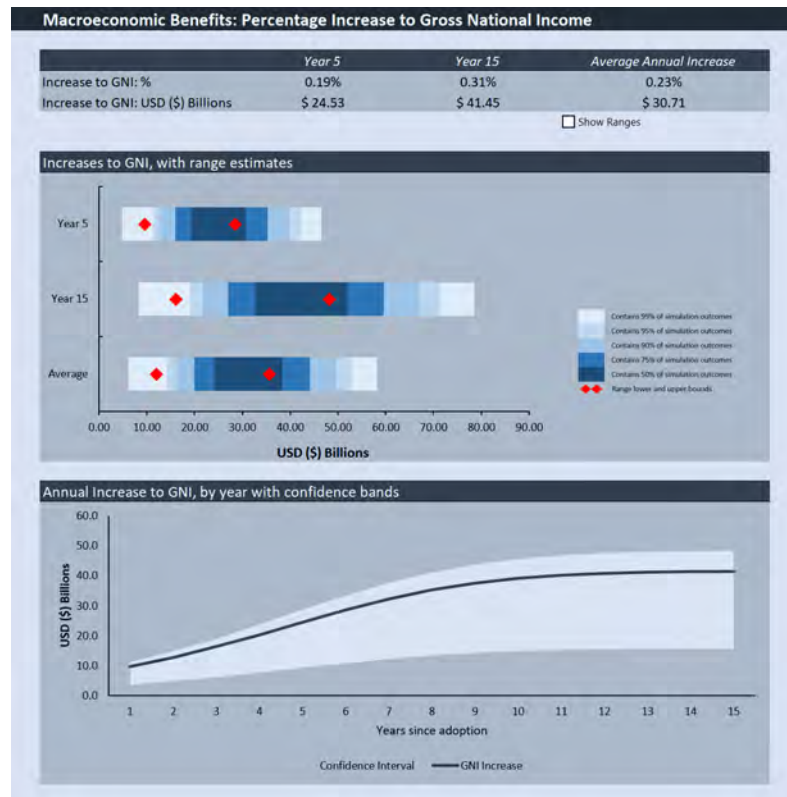 Macroeconomic Benefits: Percentage Increase to Gross National Income
Year 5 Year 15 Average Annual Increase
Increase to GNI: % 0.19% 0.31% 0.23%
Increase to GNI: USD ($) Billions $ 24.53 $ 41.45 $ 30.71
Show Ranges
Increases to GNI, with range estimates
Year 5
Year 15
Average
Contains 99% of simulation outcomes
Contains 95% of simulation outcomes
Contains 90% of simulation outcomes
Contains 75% of simulation outcomes
Contains 50% of simulation outcomes
Range lower and upper bounds
0.00 10.00 20.00 30.00 40.00 50.00 60.00 70.00 80.00 90.00
USD ($) Billions
Annual Increase to GNI, by year with confidence bands
60.0
50.0
40.0
30.0
20.0
10.0
0.0
USD ($) Billions
1 2 3 4 5 6 7 8 9 10 11 12 13 14 15
Years since adoption
Confidence Interval GNI Increase